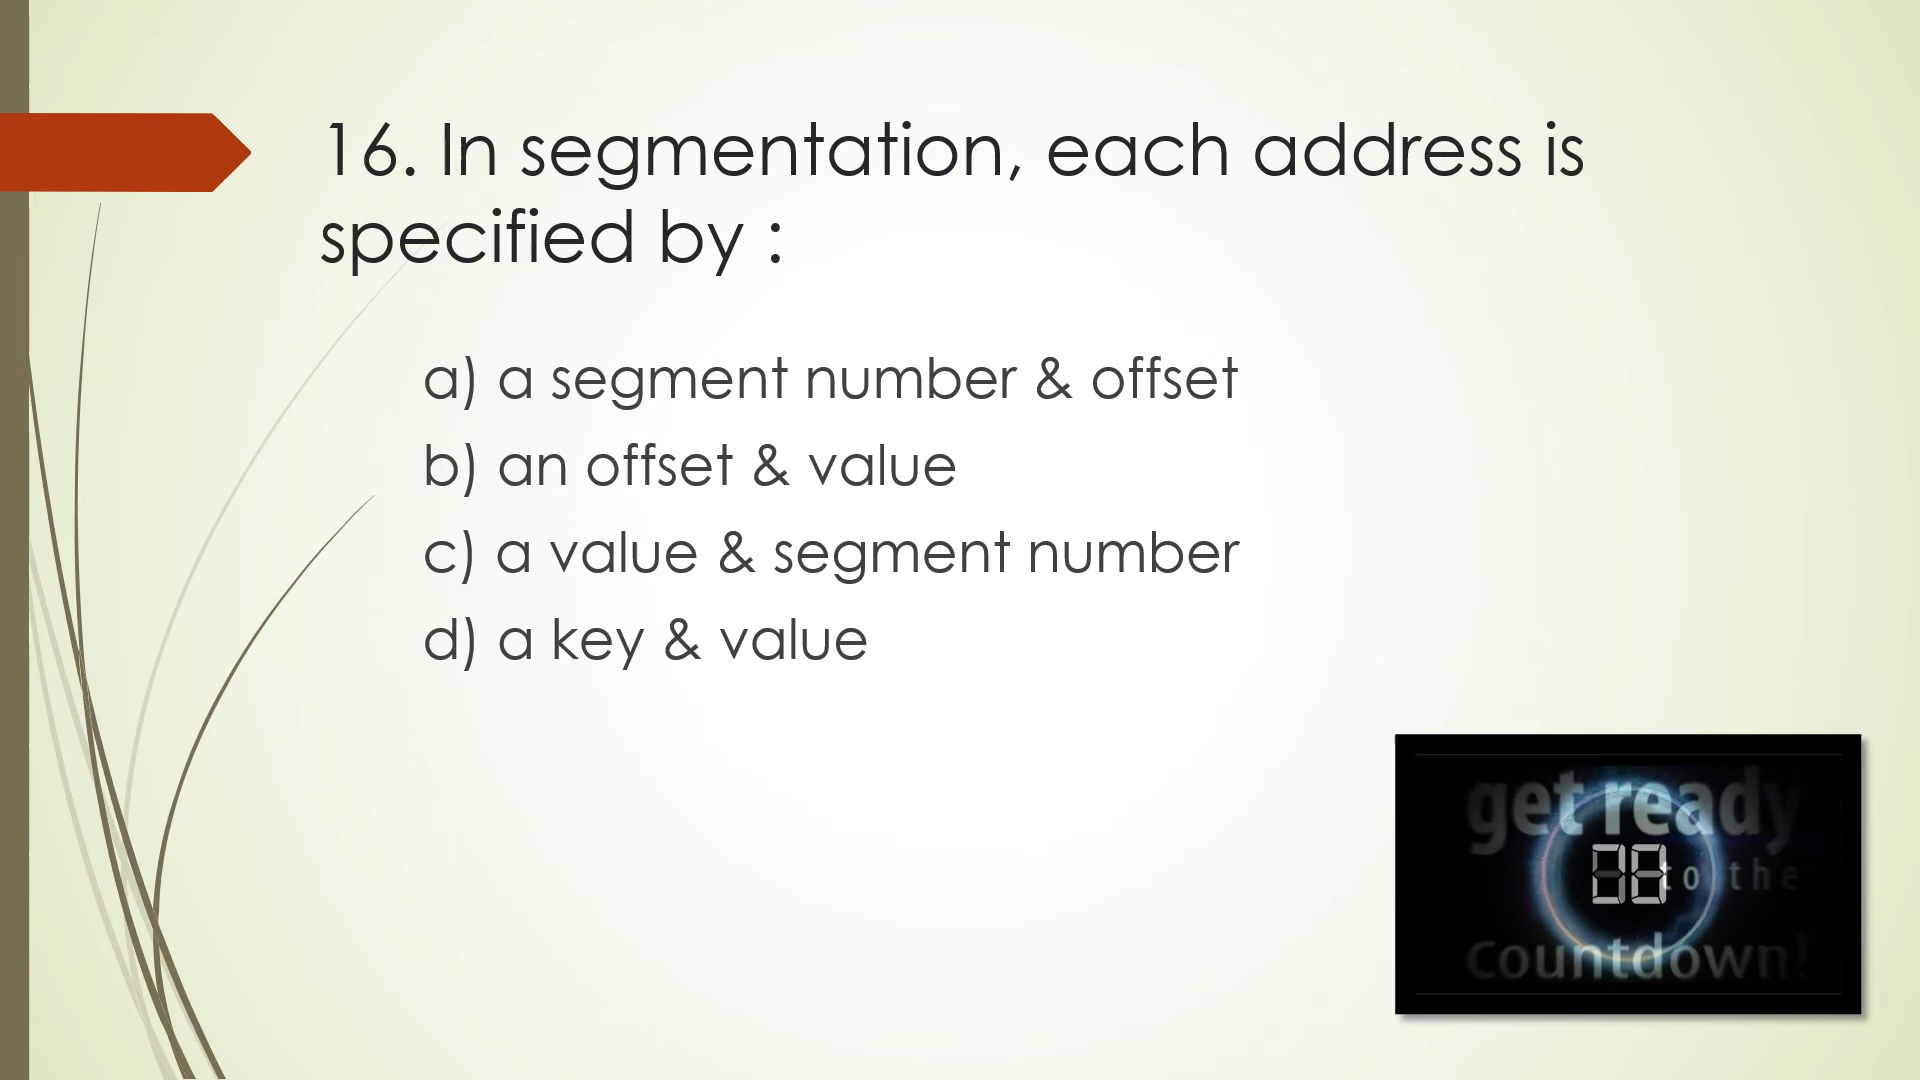 16. In segmentation, each address is
specified by :
a) a segment number & offset
b) an offset & value
c) a value & segment number
d) a key & value
get ready
to the
countdown!